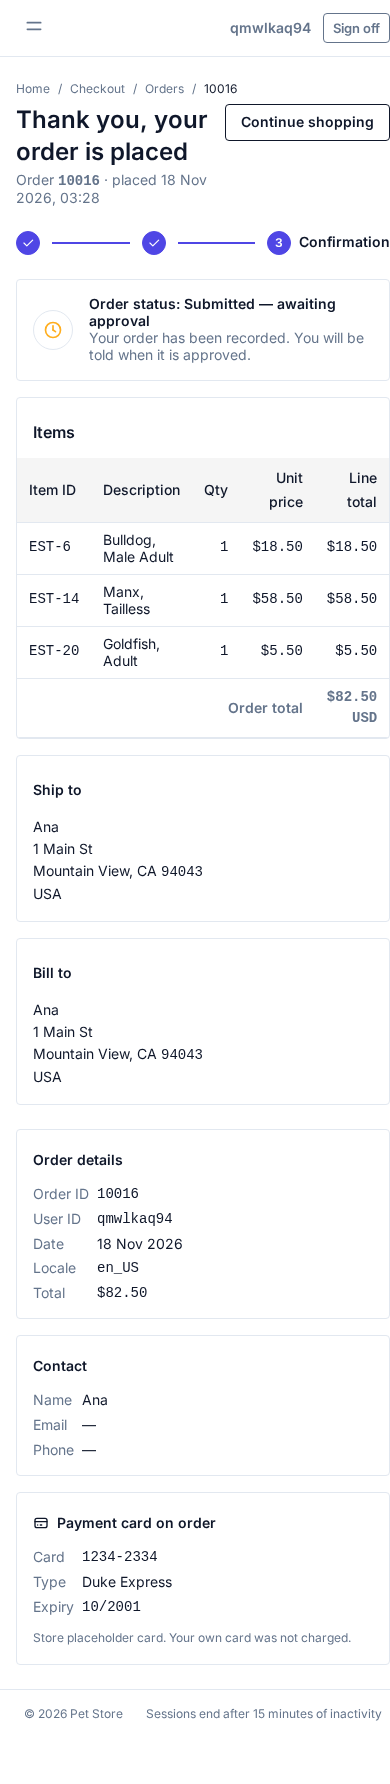 qmwlkaq94 Sign off
Home / Checkout / Orders / 10016
Thank you, your
order is placed
Continue shopping
Order 10016 · placed 18 Nov
2026, 03:28
3 Confirmation
Order status: Submitted — awaiting
approval
Your order has been recorded. You will be
told when it is approved.
Items
Item ID Description Qty Unit price Line total
EST-6 Bulldog, Male Adult 1 $18.50 $18.50
EST-14 Manx, Tailless 1 $58.50 $58.50
EST-20 Goldfish, Adult 1 $5.50 $5.50
Order total $82.50 USD
Ship to
Ana
1 Main St
Mountain View, CA 94043
USA
Bill to
Ana
1 Main St
Mountain View, CA 94043
USA
Order details
Order ID 10016
User ID qmwlkaq94
Date 18 Nov 2026
Locale en_US
Total $82.50
Contact
Name Ana
Email —
Phone —
Payment card on order
Card 1234-2334
Type Duke Express
Expiry 10/2001
Store placeholder card. Your own card was not charged.
© 2026 Pet Store Sessions end after 15 minutes of inactivity